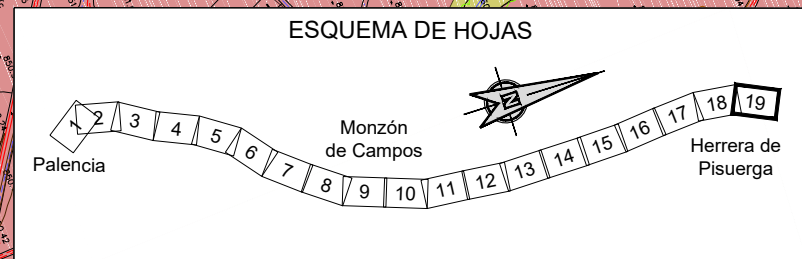 ESQUEMA DE HOJAS
N
1
2
3
4
5
6
7
8
9
10
11
12
13
14
15
16
17
18
19
Palencia
Monzón
de Campos
Herrera de
Pisuerga